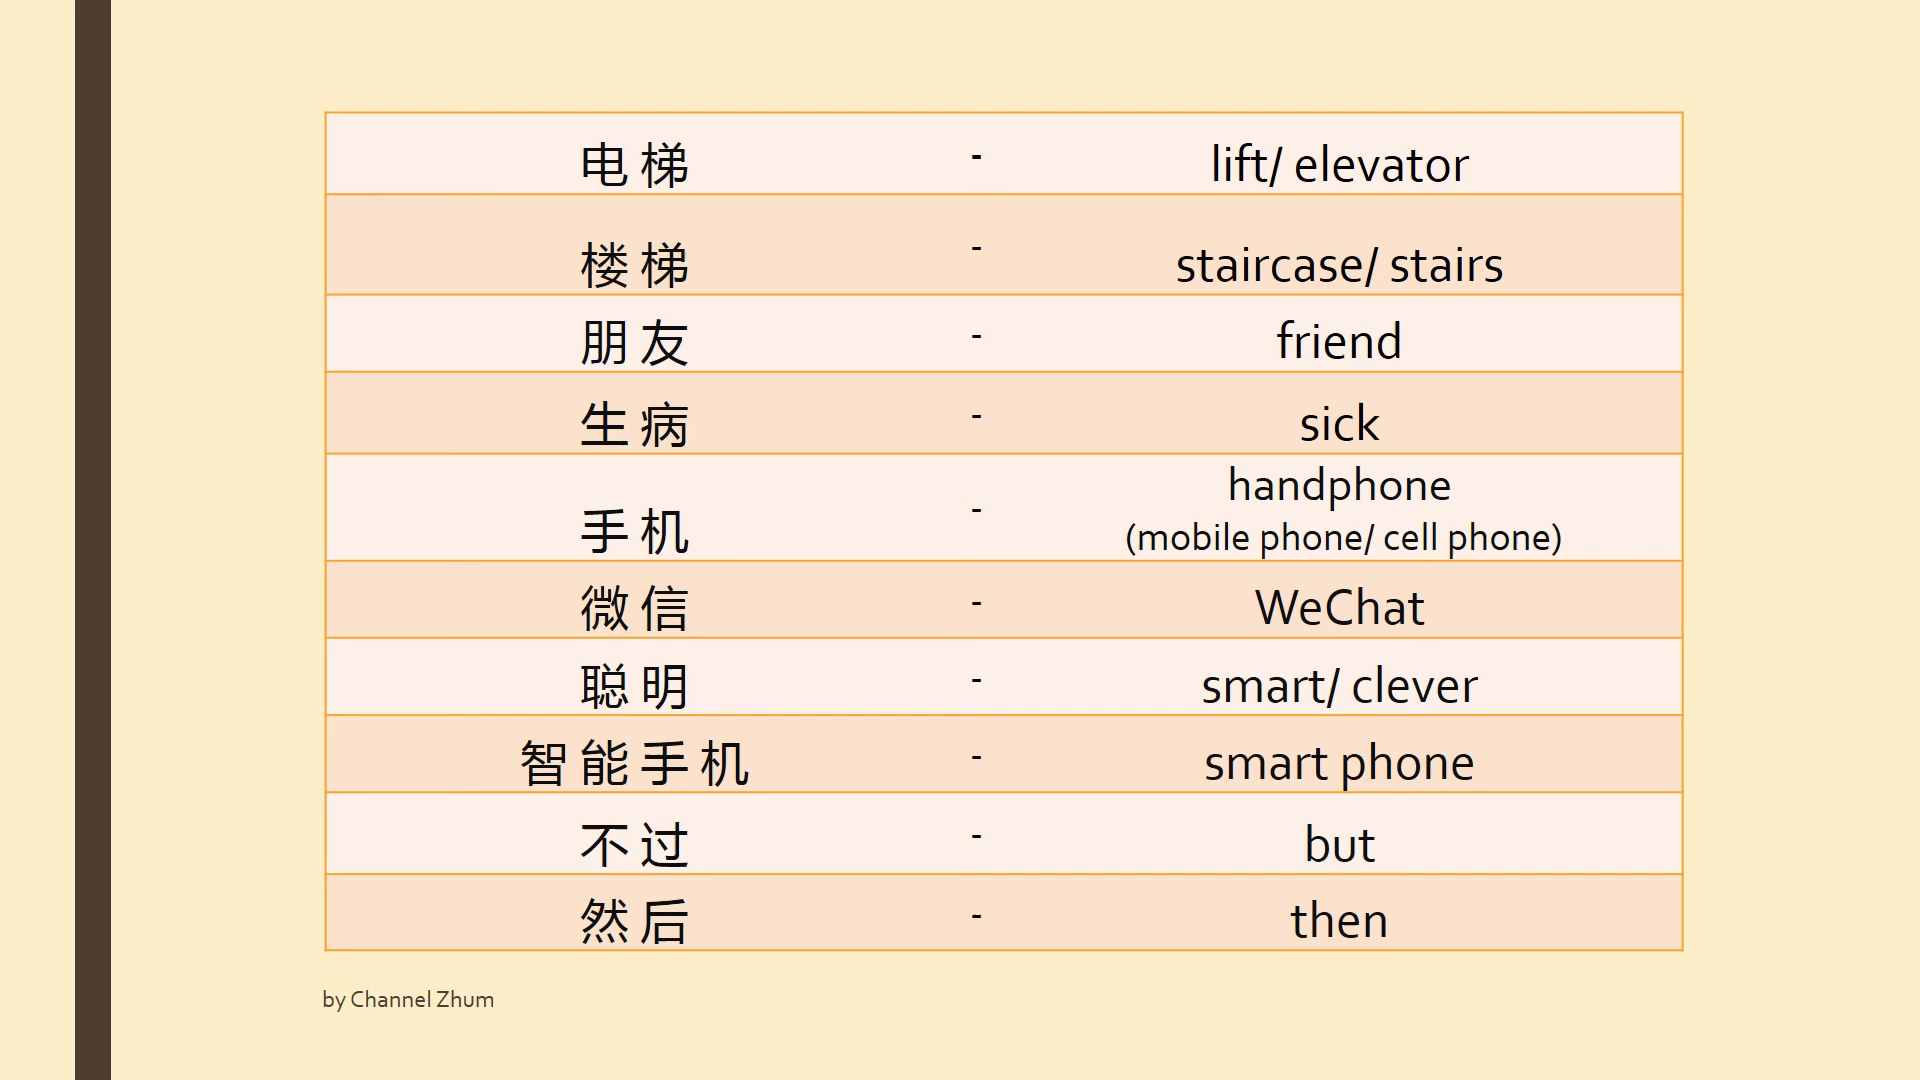 电梯 - lift/ elevator
楼梯 - staircase/ stairs
朋友 - friend
生病 - sick
手机 - handphone
(mobile phone/ cell phone)
微信 - WeChat
聪明 - smart/ clever
智能手机 - smart phone
不过 - but
然后 - then
by Channel Zhum